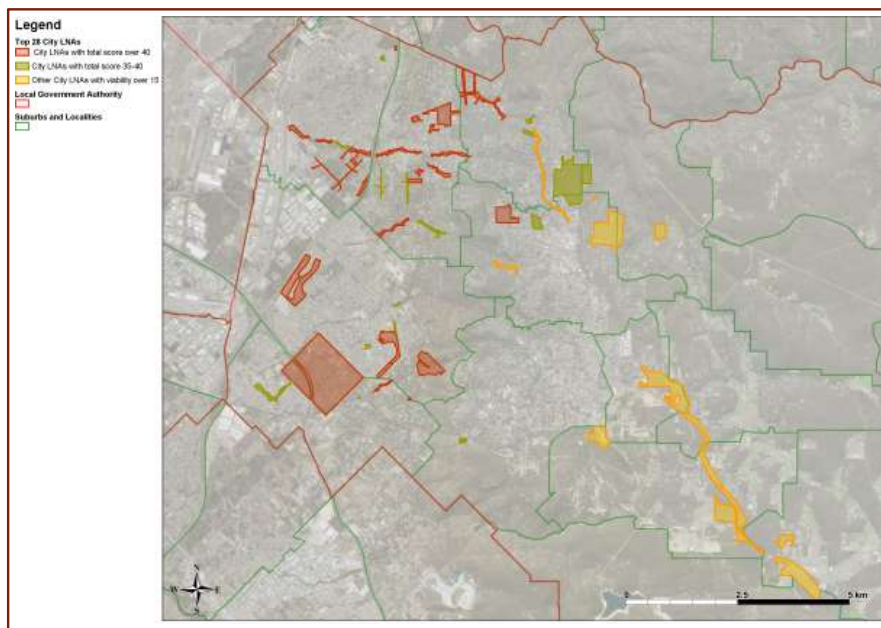 Legend
Top 28 City LNAs
City LNAs with total score over 40
City LNAs with total score 35-40
Other City LNAs with viability over 15
Local Government Authority
Suburbs and Localities
N
W E
S
0 2.5 5 km